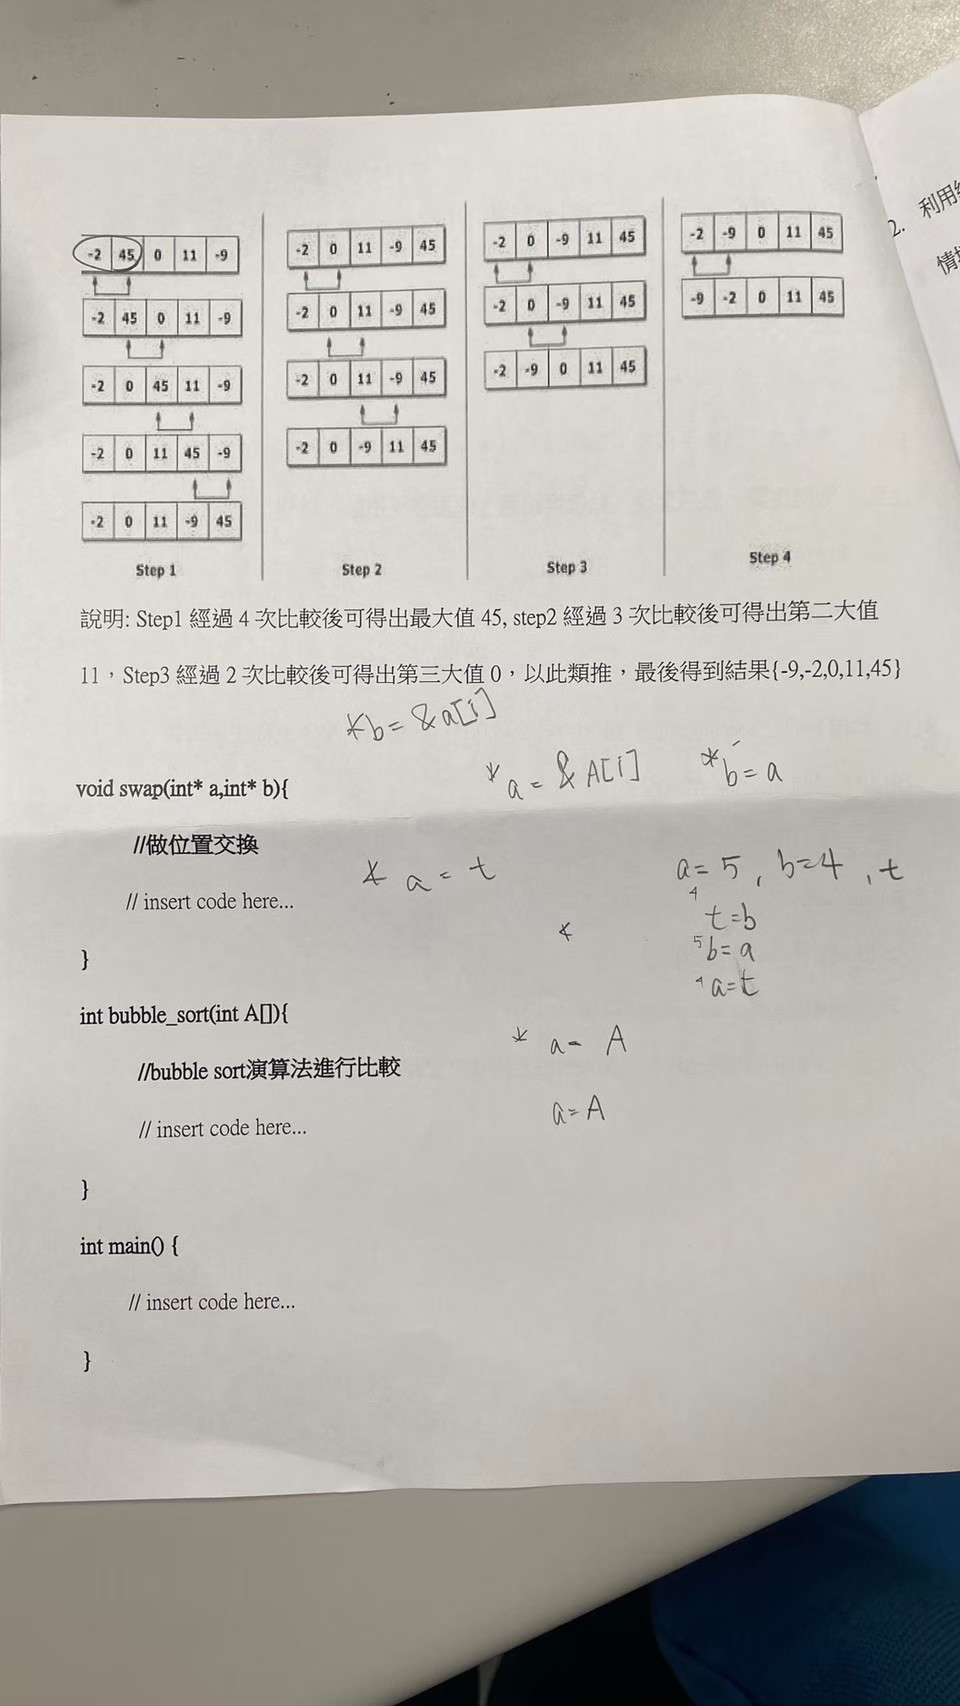 -2 45 0 11 -9
-2 45 0 11 -9
-2 0 45 11 -9
-2 0 11 45 -9
-2 0 11 -9 45
Step 1
-2 0 11 -9 45
-2 0 11 -9 45
-2 0 11 -9 45
-2 0 -9 11 45
Step 2
-2 0 -9 11 45
-2 0 -9 11 45
-2 -9 0 11 45
Step 3
-2 -9 0 11 45
-9 -2 0 11 45
Step 4
2. 利用
情
說明: Step1 經過 4 次比較後可得出最大值 45, step2 經過 3 次比較後可得出第二大值
11，Step3 經過 2 次比較後可得出第三大值 0，以此類推，最後得到結果{-9,-2,0,11,45}
*b = &a[i]
*a = &A[i]
*b = a
void swap(int* a,int* b){
//做位置交換
* a = t
a = 5 , b=4 , t
// insert code here...
4 t=b
*
5 b= a
}
4 a=t
int bubble_sort(int A[]){
* a= A
//bubble sort演算法進行比較
a= A
// insert code here...
}
int main() {
// insert code here...
}